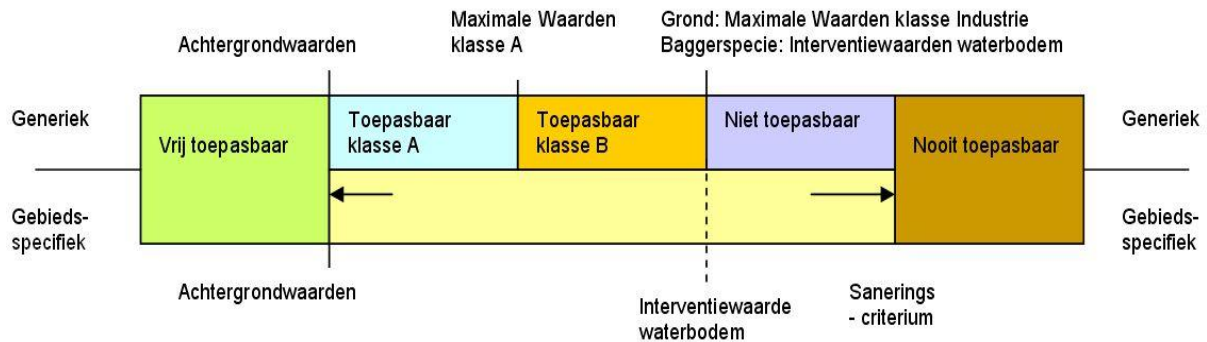 Achtergrondwaarden
Maximale Waarden
klasse A
Grond: Maximale Waarden klasse Industrie
Baggerspecie: Interventiewaarden waterbodem
Generiek
Vrij toepasbaar
Toepasbaar
klasse A
Toepasbaar
klasse B
Niet toepasbaar
Nooit toepasbaar
Generiek
Gebieds-
specifiek
Gebieds-
specifiek
Achtergrondwaarden
Interventiewaarde
waterbodem
Sanerings
- criterium